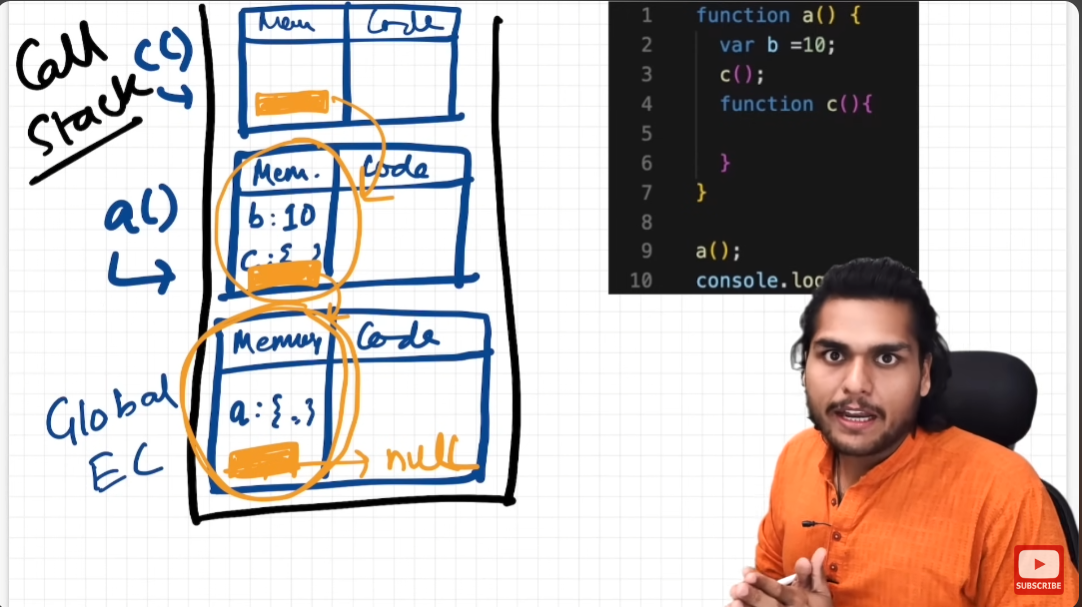 Call
Stack
c()
Mem
Code
a()
Mem.
Code
b:10
c:{
Global
EC
Memory
Code
a:{..}
null
1 function a() {
2 var b =10;
3 c();
4 function c(){
5
6 }
7 }
8
9 a();
10 console.log
SUBSCRIBE